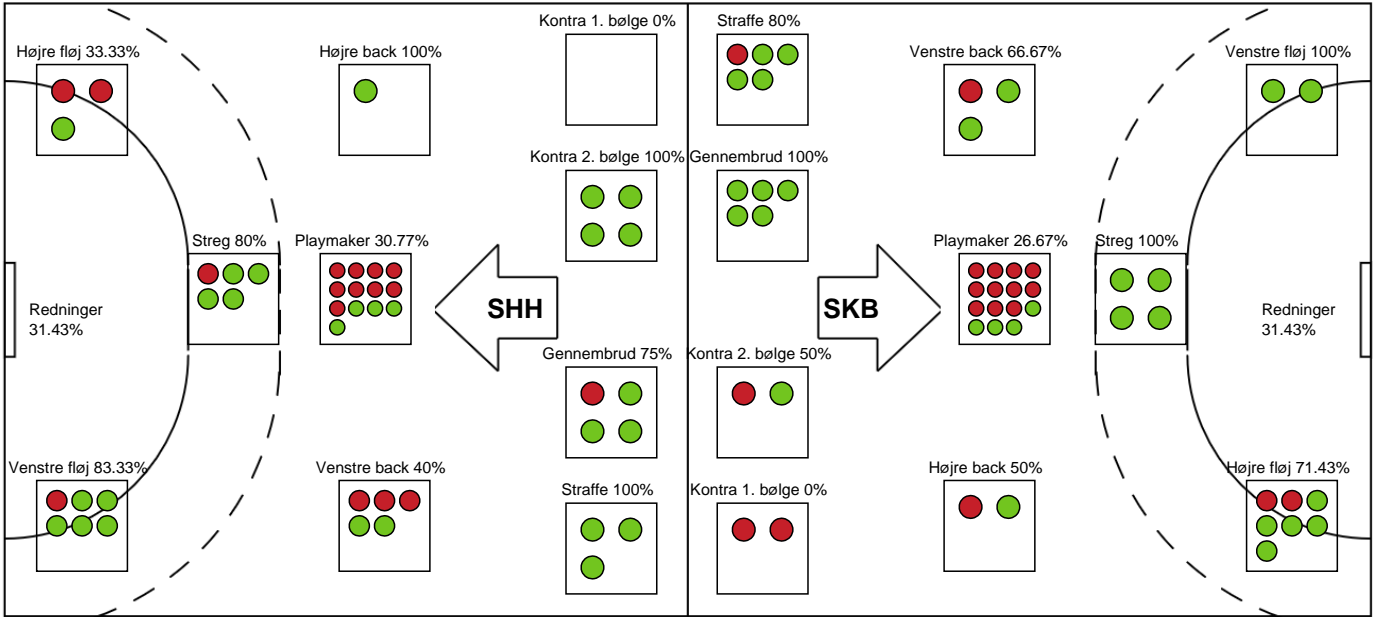 Kontra 1. bølge 0%
Straffe 80%
Højre fløj 33.33%
Højre back 100%
Venstre back 66.67%
Venstre fløj 100%
Kontra 2. bølge 100%
Gennembrud 100%
Streg 80%
Playmaker 30.77%
Playmaker 26.67%
Streg 100%
Redninger
31.43%
SHH
SKB
Redninger
31.43%
Gennembrud 75%
Kontra 2. bølge 50%
Venstre fløj 83.33%
Venstre back 40%
Højre back 50%
Højre fløj 71.43%
Straffe 100%
Kontra 1. bølge 0%